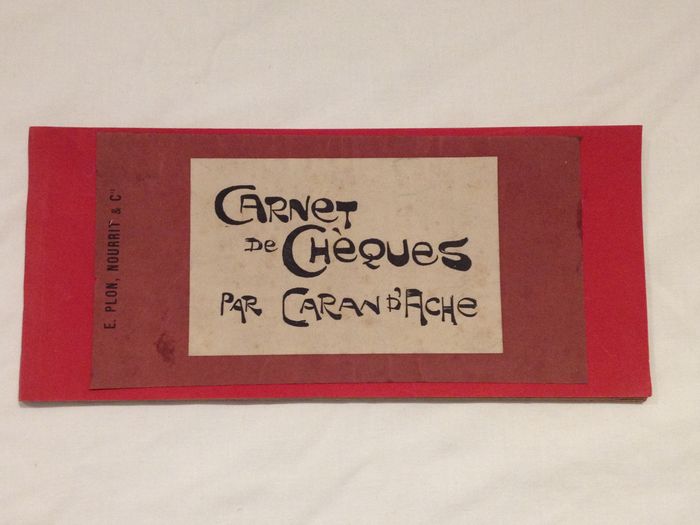 CARNET
DE CHÈQUES
PAR CARAN D'ACHE
E. PLON, NOURRIT & Cie